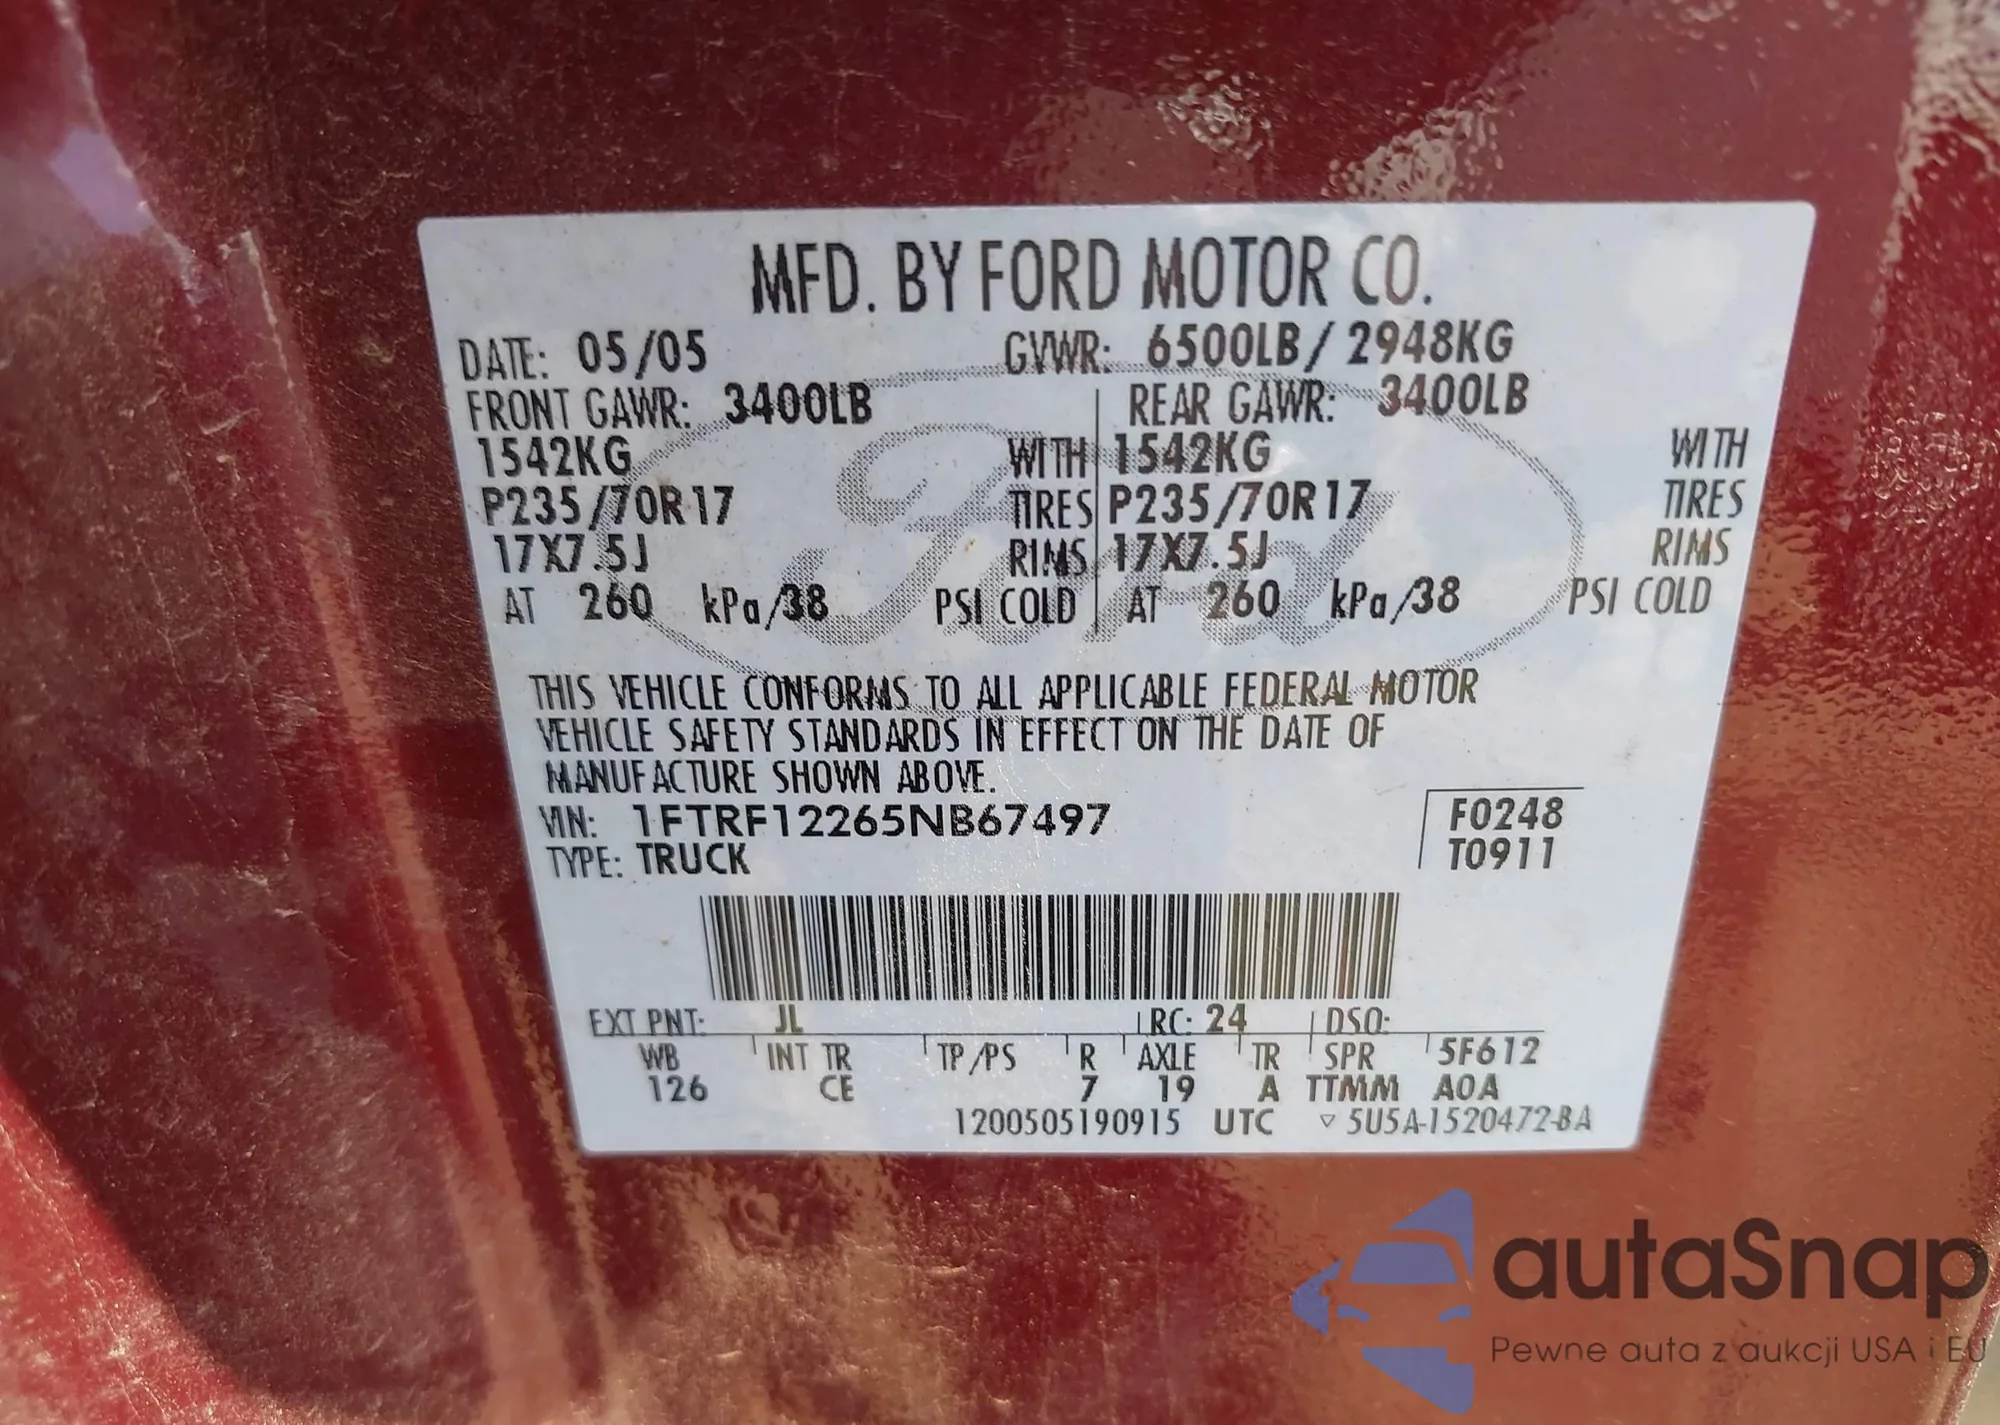 MFD. BY FORD MOTOR CO.
DATE: 05/05 GVWR: 6500LB/2948KG
FRONT GAWR: 3400LB REAR GAWR: 3400LB
1542KG WITH 1542KG WITH
P235/70R17 TIRES P235/70R17 TIRES
17X7.5J RIMS 17X7.5J RIMS
AT 260 kPa/38 PSI COLD AT 260 kPa/38 PSI COLD
Ford
THIS VEHICLE CONFORMS TO ALL APPLICABLE FEDERAL MOTOR
VEHICLE SAFETY STANDARDS IN EFFECT ON THE DATE OF
MANUFACTURE SHOWN ABOVE.
VIN: 1FTRF12265NB67497 F0248
TYPE: TRUCK T0911
EXT PNT: JL RC: 24 DSO:
WB INT TR TP/PS R AXLE TR SPR 5F612
126 CE 7 19 A TTMM A0A
1200505190915 UTC ▽ 5U5A-1520472-BA
autaSnap
Pewne auta z aukcji USA i EU